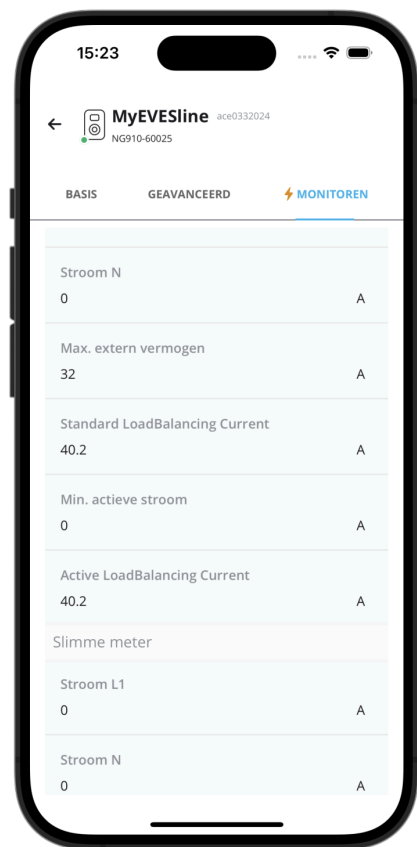 15:23
MyEVESline ace0332024
NG910-60025
BASIS GEAVANCEERD MONITOREN
Stroom N
0 A
Max. extern vermogen
32 A
Standard LoadBalancing Current
40.2 A
Min. actieve stroom
0 A
Active LoadBalancing Current
40.2 A
Slimme meter
Stroom L1
0 A
Stroom N
0 A